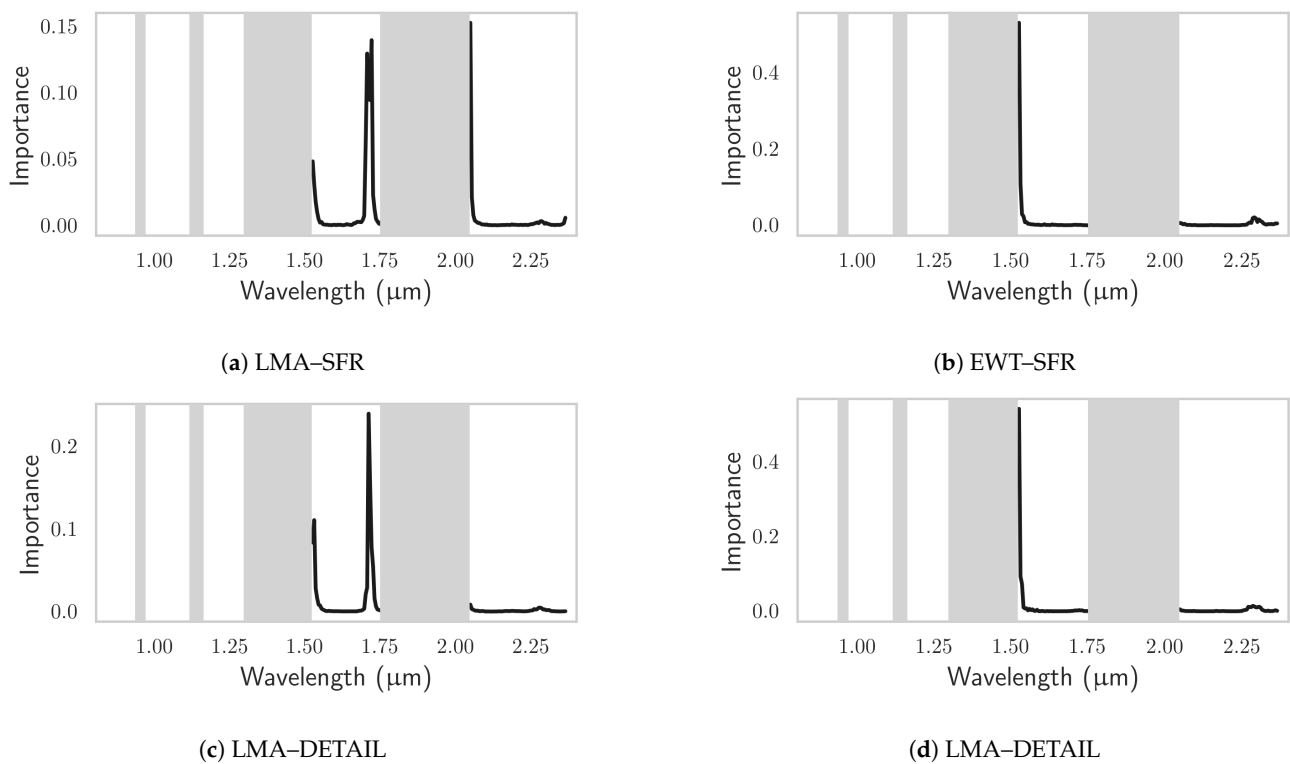 0.15
0.10
0.05
0.00
Importance
1.00 1.25 1.50 1.75 2.00 2.25
Wavelength (μm)
(a) LMA–SFR
0.4
0.2
0.0
Importance
1.00 1.25 1.50 1.75 2.00 2.25
Wavelength (μm)
(b) EWT–SFR
0.2
0.1
0.0
Importance
1.00 1.25 1.50 1.75 2.00 2.25
Wavelength (μm)
(c) LMA–DETAIL
0.4
0.2
0.0
Importance
1.00 1.25 1.50 1.75 2.00 2.25
Wavelength (μm)
(d) LMA–DETAIL